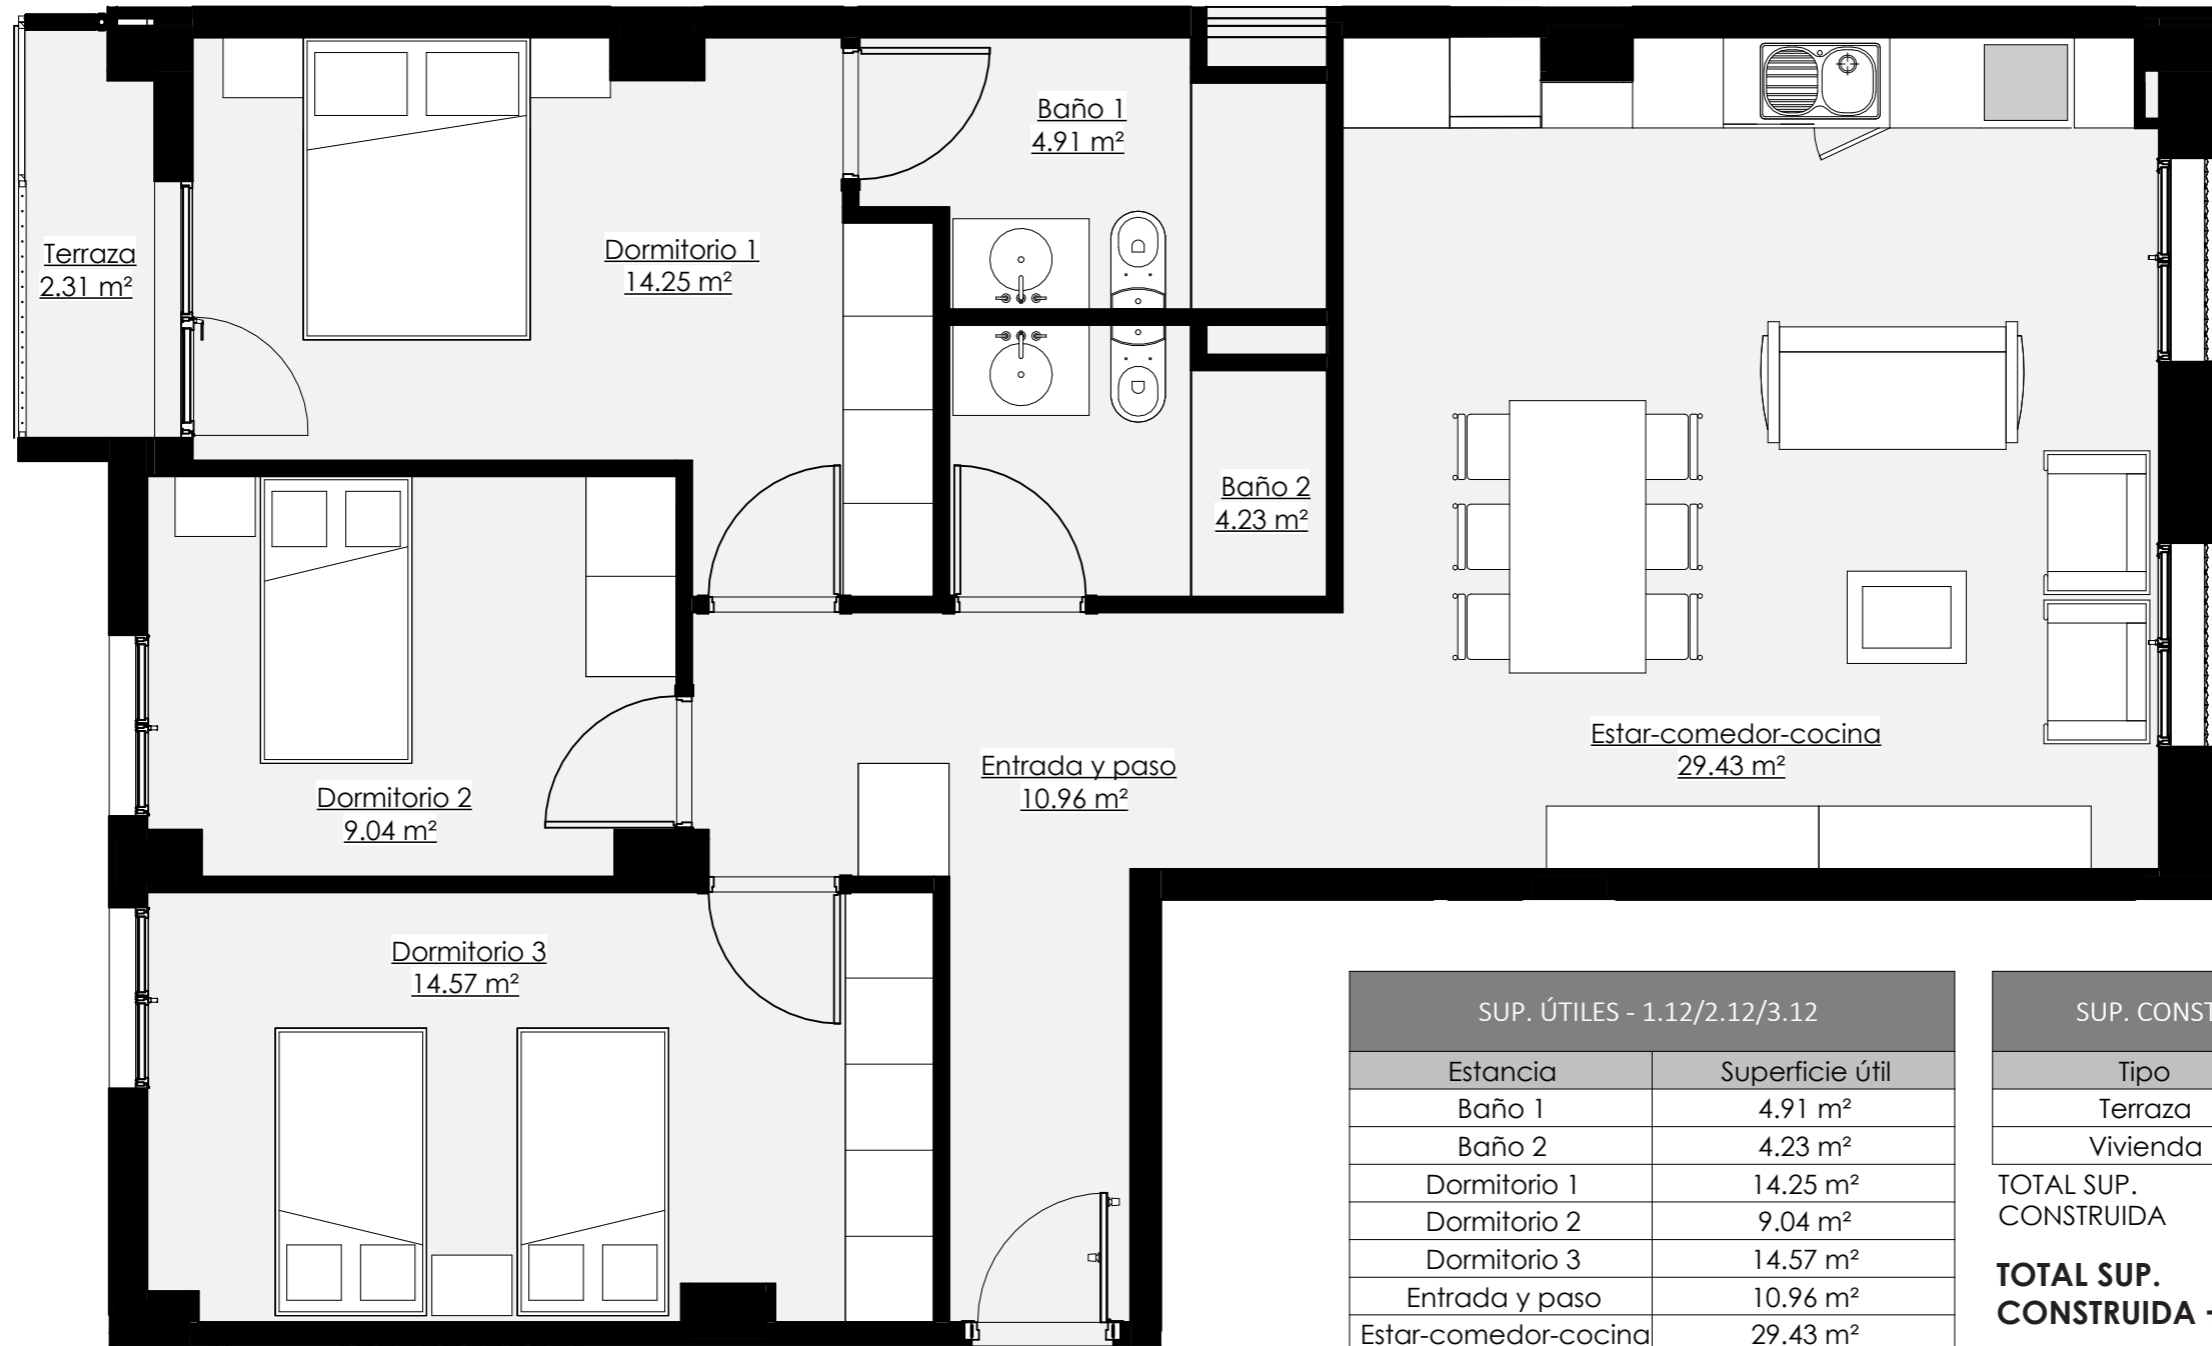 Baño 1
4.91 m²
Terraza
2.31 m²
Dormitorio 1
14.25 m²
Baño 2
4.23 m²
Estar-comedor-cocina
29.43 m²
Entrada y paso
10.96 m²
Dormitorio 2
9.04 m²
Dormitorio 3
14.57 m²
SUP. ÚTILES - 1.12/2.12/3.12
Estancia Superficie útil
Baño 1 4.91 m²
Baño 2 4.23 m²
Dormitorio 1 14.25 m²
Dormitorio 2 9.04 m²
Dormitorio 3 14.57 m²
Entrada y paso 10.96 m²
Estar-comedor-cocina 29.43 m²
SUP. CONST
Tipo
Terraza
Vivienda
TOTAL SUP.
CONSTRUIDA
TOTAL SUP.
CONSTRUIDA